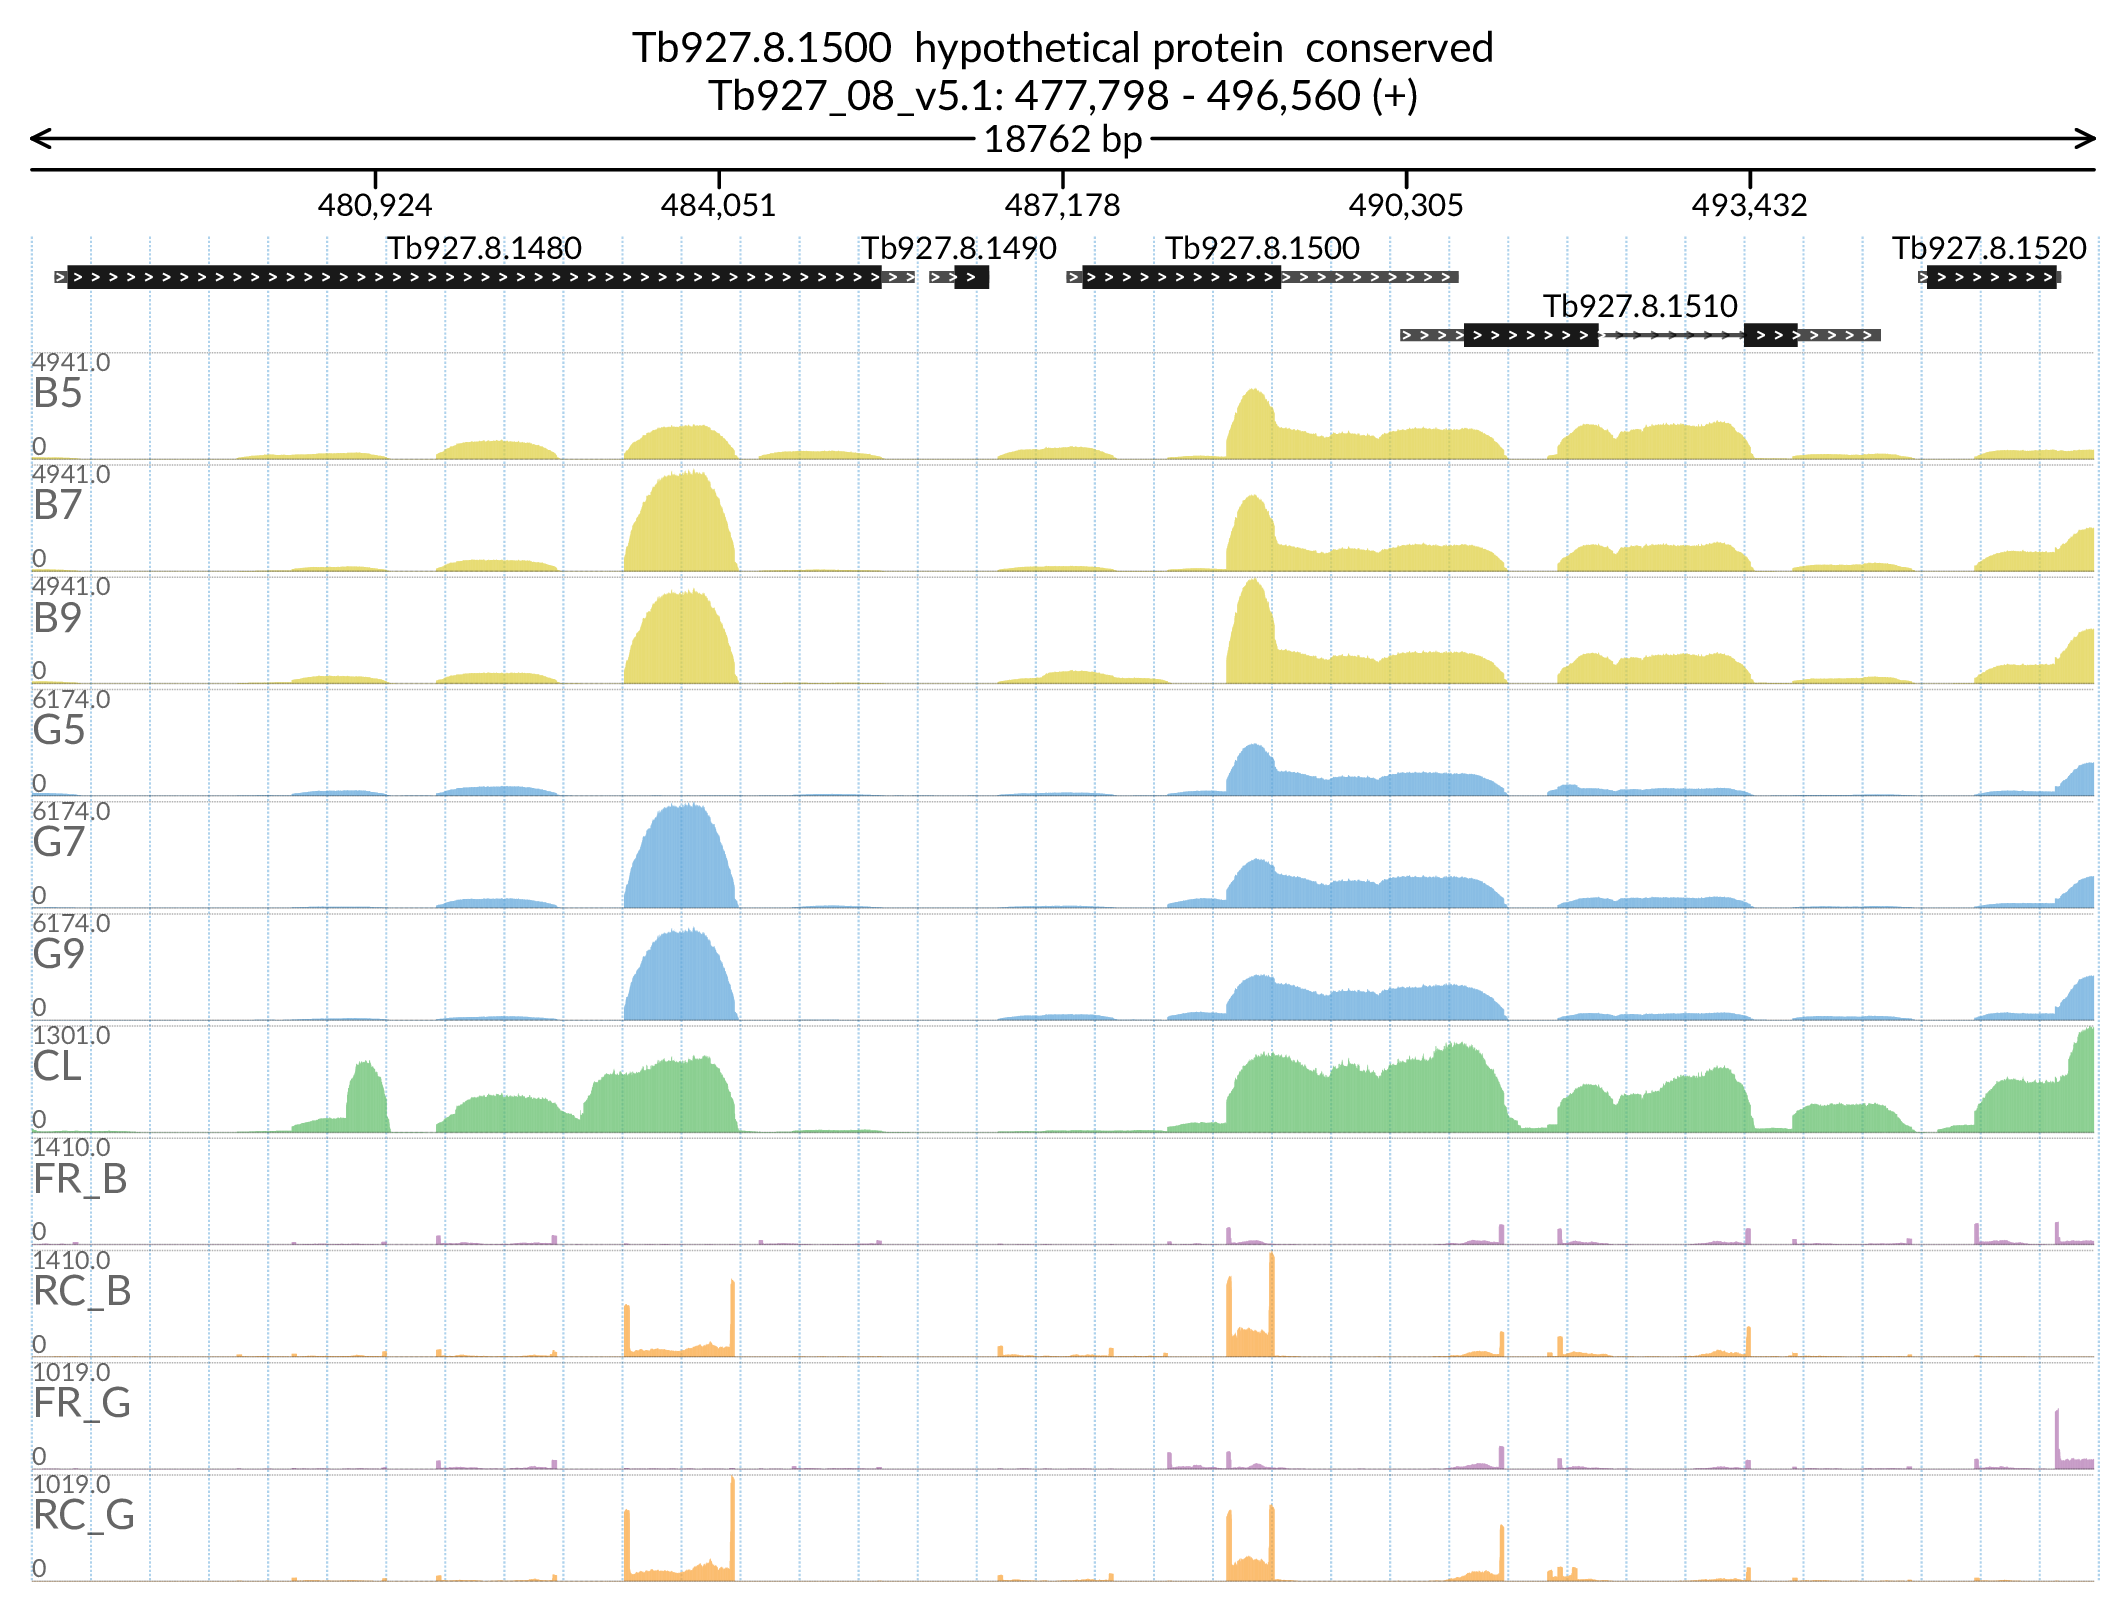 Tb927.8.1500  hypothetical protein  conserved
Tb927_08_v5.1: 477,798 - 496,560 (+)
18762 bp
480,924 484,051 487,178 490,305 493,432
Tb927.8.1480 Tb927.8.1490 Tb927.8.1500 Tb927.8.1520
Tb927.8.1510
4941.0
B5
0
4941.0
B7
0
4941.0
B9
0
6174.0
G5
0
6174.0
G7
0
6174.0
G9
0
1301.0
CL
0
1410.0
FR_B
0
1410.0
RC_B
0
1019.0
FR_G
0
1019.0
RC_G
0